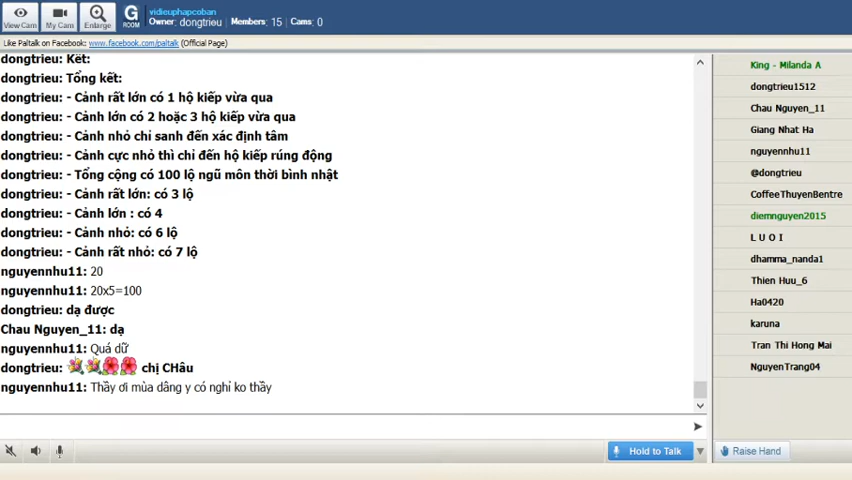 View Cam
My Cam
Enlarge
G
ROOM
vidieuphapcoban
Owner: dongtrieu Members: 15 Cams: 0
Like Paltalk on Facebook: www.facebook.com/paltalk (Official Page)
dongtrieu: Kết:
dongtrieu: Tổng kết:
dongtrieu: - Cảnh rất lớn có 1 hộ kiếp vừa qua
dongtrieu: - Cảnh lớn có 2 hoặc 3 hộ kiếp vừa qua
dongtrieu: - Cảnh nhỏ chỉ sanh đến xác định tâm
dongtrieu: - Cảnh cực nhỏ thì chỉ đến hộ kiếp rúng động
dongtrieu: - Tổng cộng có 100 lộ ngũ môn thời bình nhật
dongtrieu: - Cảnh rất lớn: có 3 lộ
dongtrieu: - Cảnh lớn : có 4
dongtrieu: - Cảnh nhỏ: có 6 lộ
dongtrieu: - Cảnh rất nhỏ: có 7 lộ
nguyennhu11: 20
nguyennhu11: 20x5=100
dongtrieu: dạ được
Chau Nguyen_11: dạ
nguyennhu11: Quá dữ
dongtrieu: chị CHâu
nguyennhu11: Thầy ơi mùa dâng y có nghỉ ko thầy
King - Milanda A
dongtrieu1512
Chau Nguyen_11
Giang Nhat Ha
nguyennhu11
@dongtrieu
CoffeeThuyenBentre
diemnguyen2015
L U O I
dhamma_nanda1
Thien Huu_6
Ha0420
karuna
Tran Thi Hong Mai
NguyenTrang04
Hold to Talk
Raise Hand